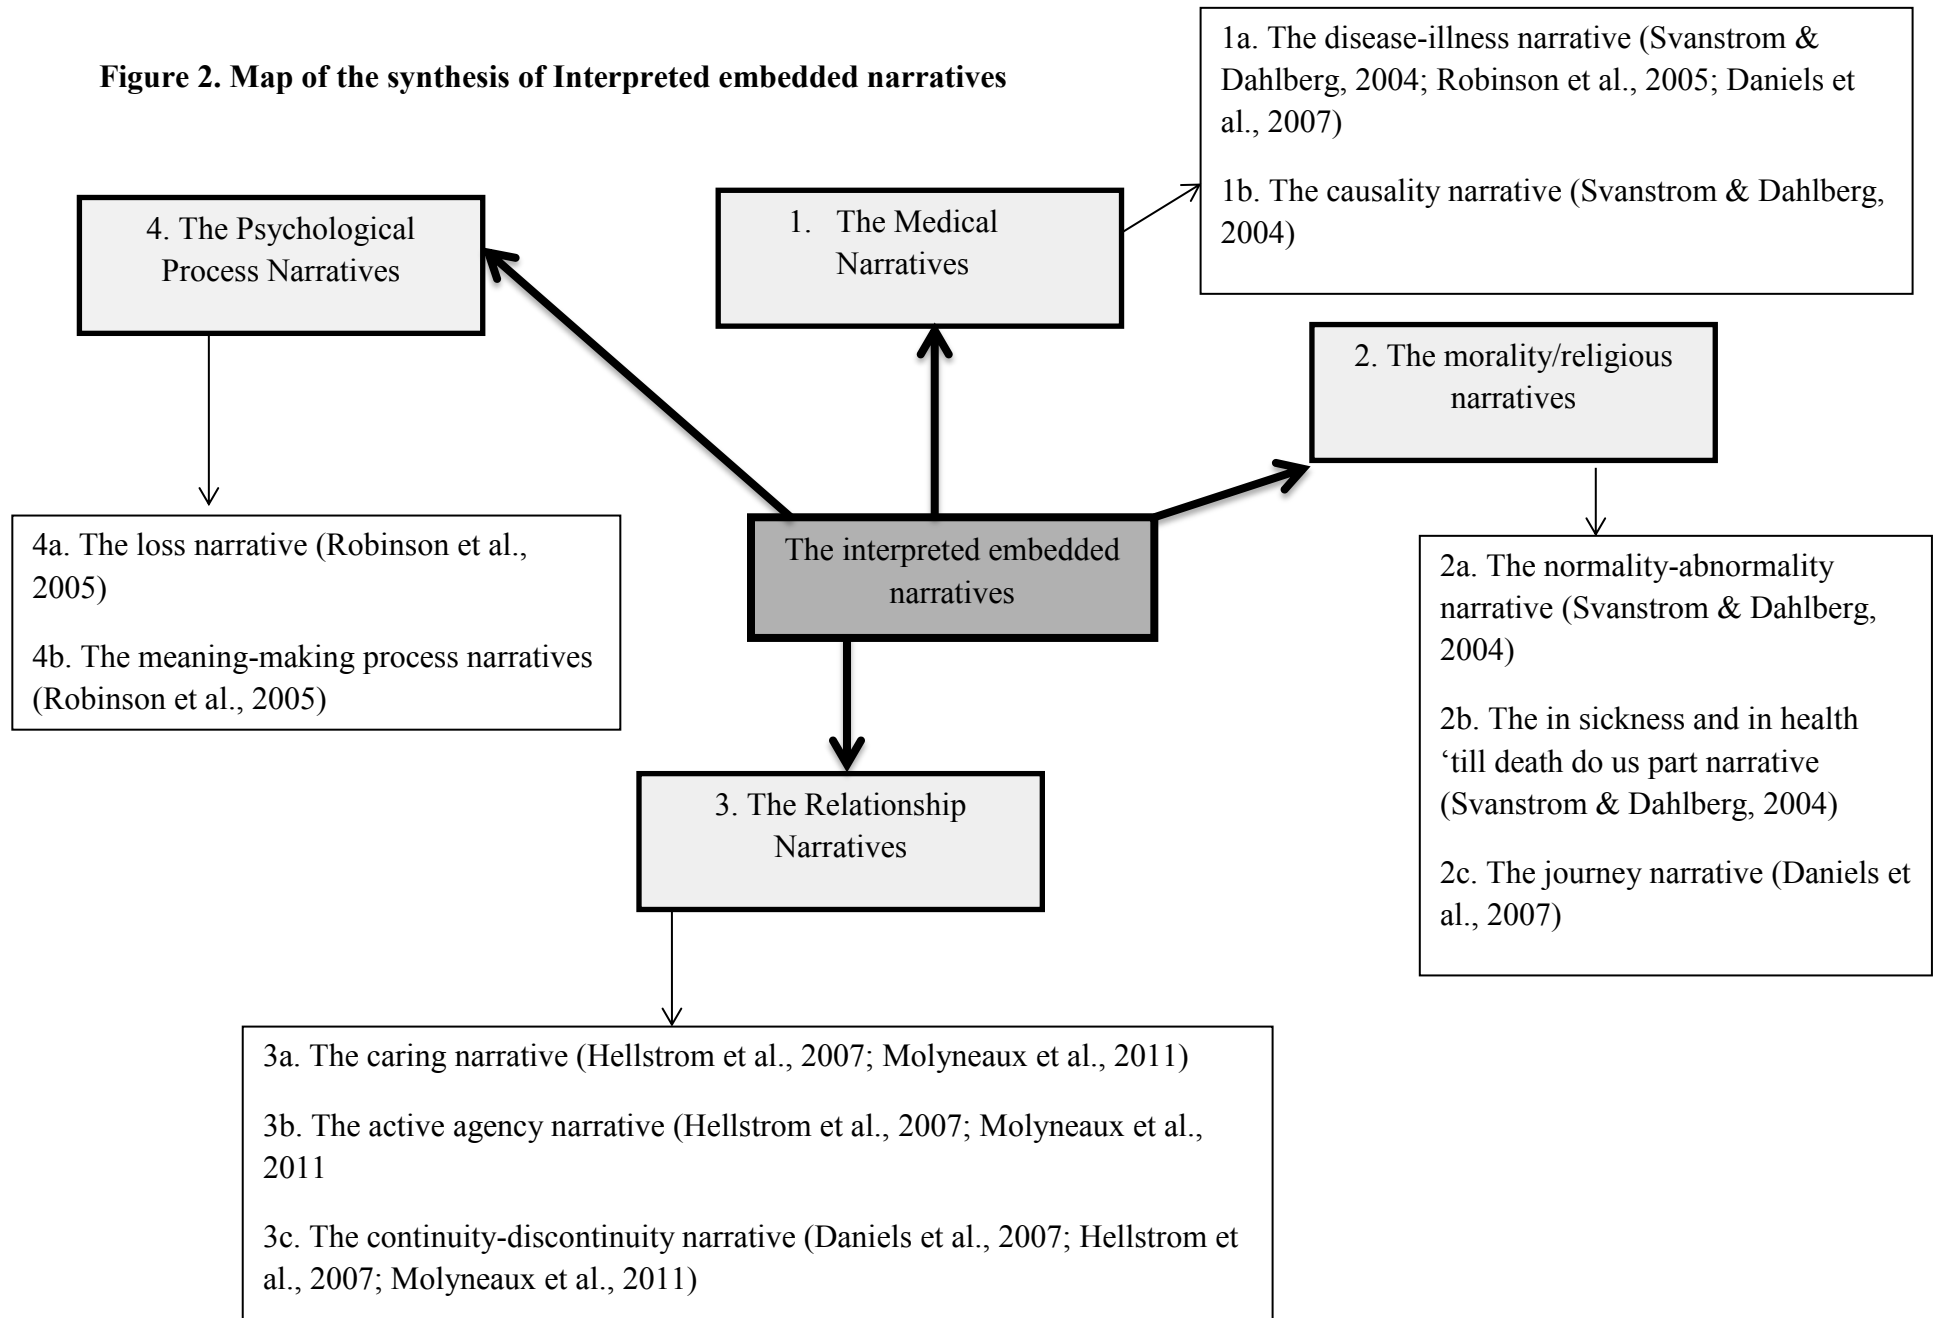 Figure 2. Map of the synthesis of Interpreted embedded narratives
1a. The disease-illness narrative (Svanstrom &
Dahlberg, 2004; Robinson et al., 2005; Daniels et
al., 2007)
1b. The causality narrative (Svanstrom & Dahlberg,
2004)
4. The Psychological
Process Narratives
1. The Medical
Narratives
2. The morality/religious
narratives
4a. The loss narrative (Robinson et al.,
2005)
4b. The meaning-making process narratives
(Robinson et al., 2005)
The interpreted embedded
narratives
2a. The normality-abnormality
narrative (Svanstrom & Dahlberg,
2004)
2b. The in sickness and in health
‘till death do us part narrative
(Svanstrom & Dahlberg, 2004)
2c. The journey narrative (Daniels et
al., 2007)
3. The Relationship
Narratives
3a. The caring narrative (Hellstrom et al., 2007; Molyneaux et al., 2011)
3b. The active agency narrative (Hellstrom et al., 2007; Molyneaux et al.,
2011
3c. The continuity-discontinuity narrative (Daniels et al., 2007; Hellstrom et
al., 2007; Molyneaux et al., 2011)